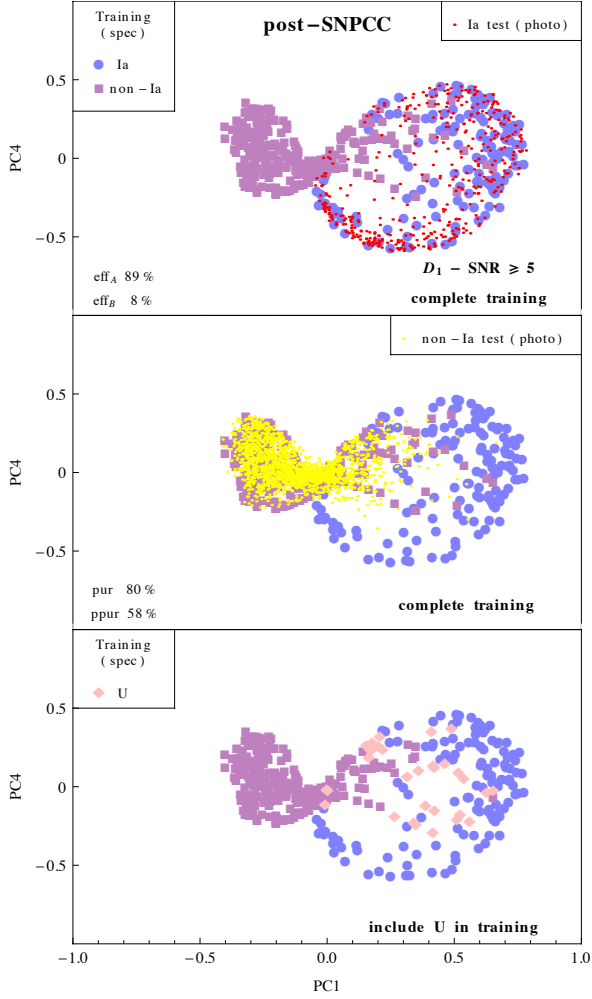 Training
( spec )
Ia
non − Ia
post−SNPCC
Ia test ( photo )
PC4
0.5
0
−0.5
eff_A 89 %
eff_B 8 %
D_1 − SNR ⩾ 5
complete training
non − Ia test ( photo )
PC4
0.5
0
−0.5
pur 80 %
ppur 58 %
complete training
Training
( spec )
U
PC4
0.5
0
−0.5
include U in training
−1.0 −0.5 0.0 0.5 1.0
PC1